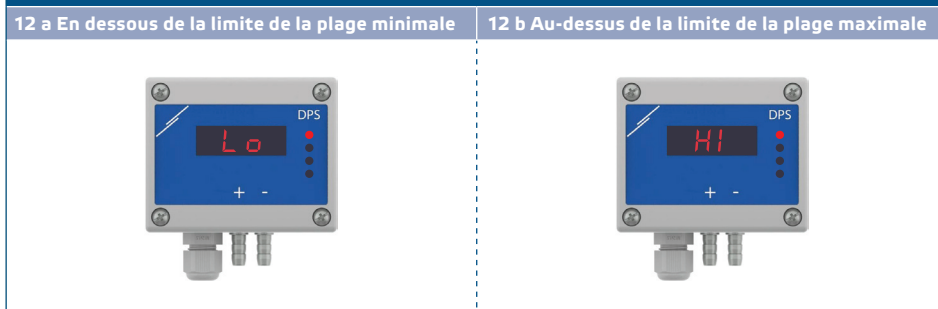 12 a En dessous de la limite de la plage minimale
12 b Au-dessus de la limite de la plage maximale
DPS
Lo
+ -
DPS
HI
+ -